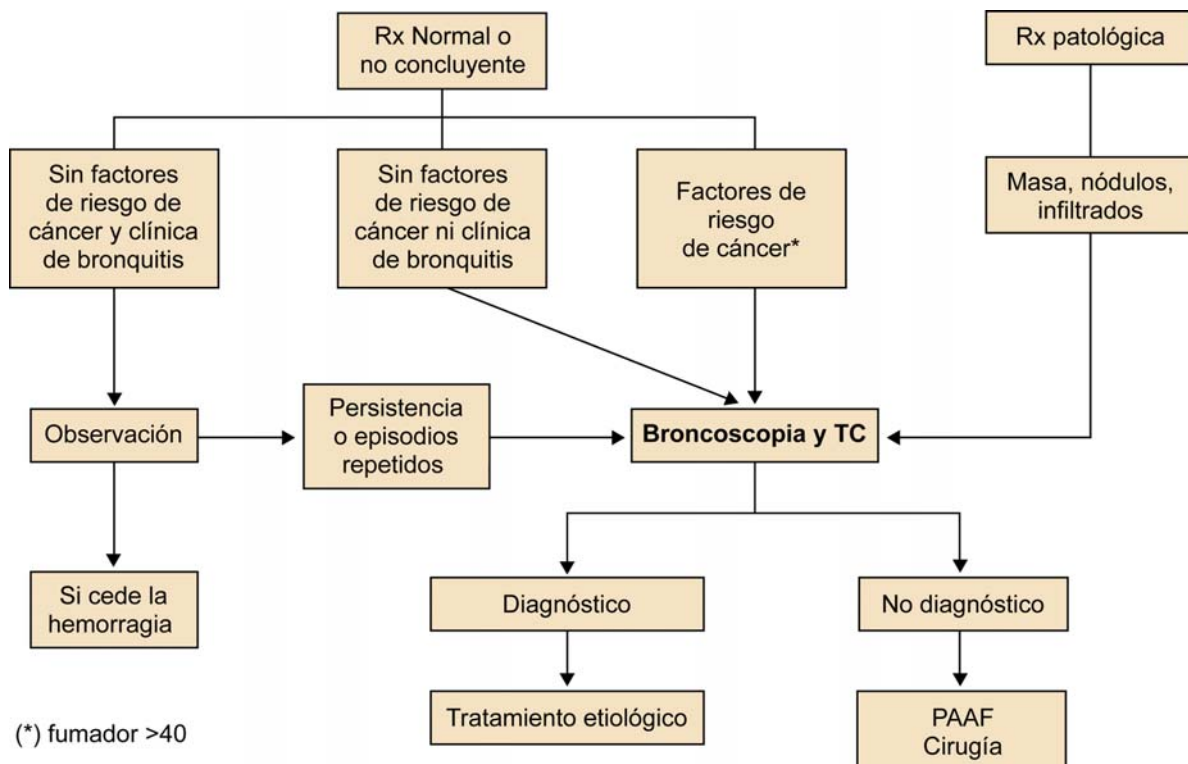 Rx Normal o
no concluyente
Rx patológica
Sin factores
de riesgo de
cáncer y clínica
de bronquitis
Sin factores
de riesgo de
cáncer ni clínica
de bronquitis
Factores de
riesgo
de cáncer*
Masa, nódulos,
infiltrados
Observación
Persistencia
o episodios
repetidos
Broncoscopia y TC
Si cede la
hemorragia
Diagnóstico
No diagnóstico
Tratamiento etiológico
PAAF
Cirugía
(*) fumador >40